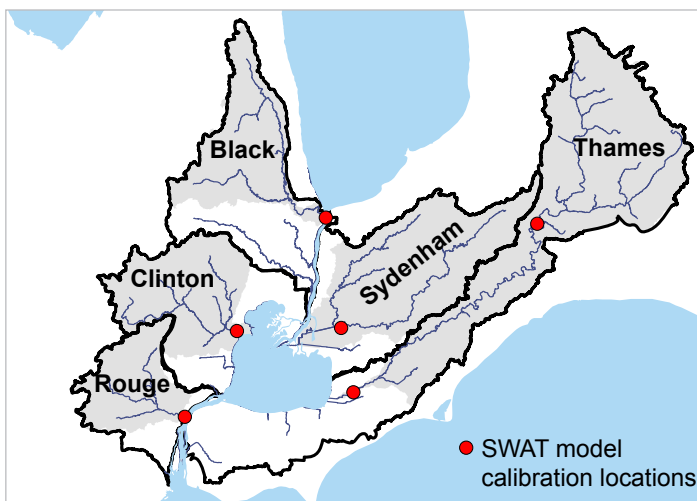 Black
Thames
Sydenham
Clinton
Rouge
SWAT model
calibration locations